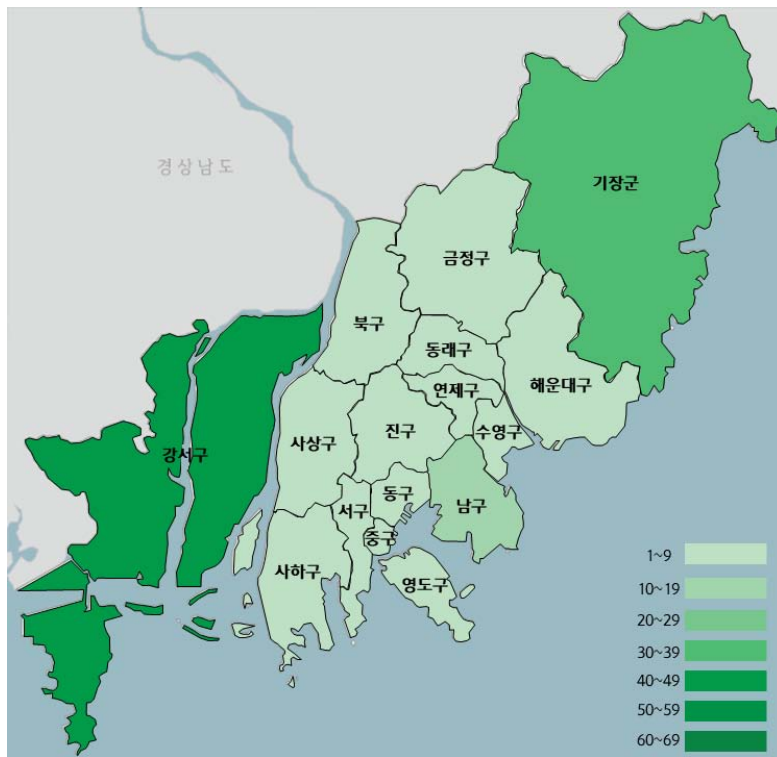 경상남도
기장군
금정구
북구
동래구
해운대구
연제구
사상구
진구
수영구
강서구
동구
남구
서구
중구
사하구
영도구
1~9
10~19
20~29
30~39
40~49
50~59
60~69